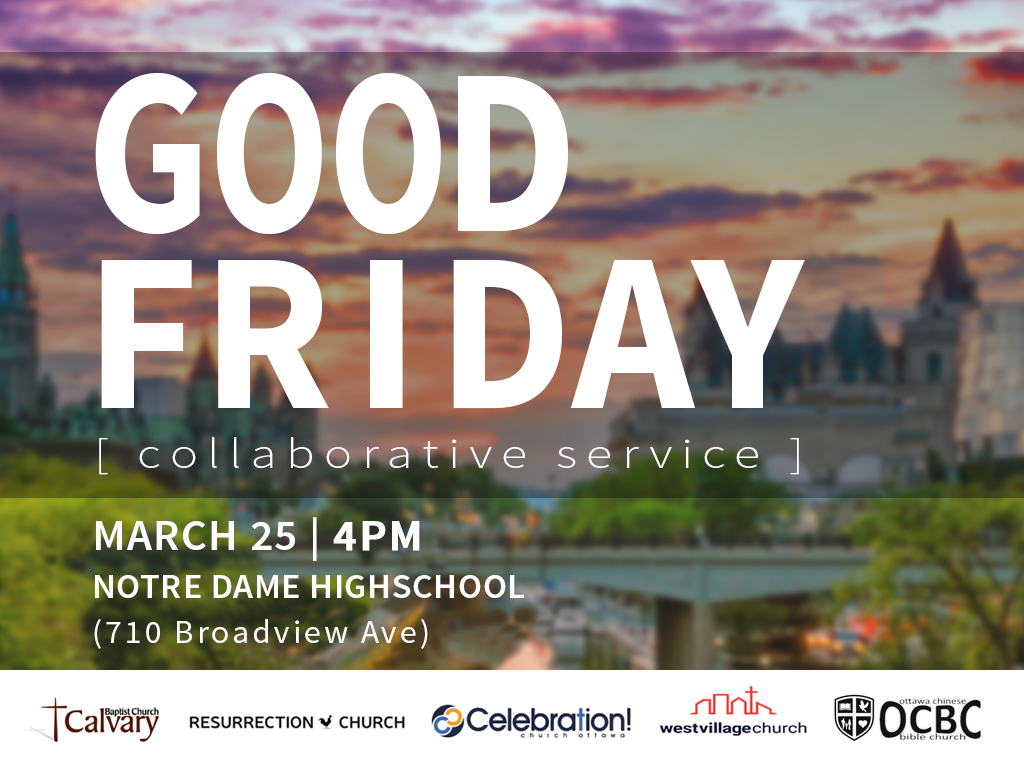 GOOD
FRIDAY
[ collaborative service ]
MARCH 25 | 4PM
NOTRE DAME HIGHSCHOOL
(710 Broadview Ave)
Baptist Church
Calvary
RESURRECTION CHURCH
Celebration!
church ottawa
westvillagechurch
ottawa chinese
OCBC
bible church